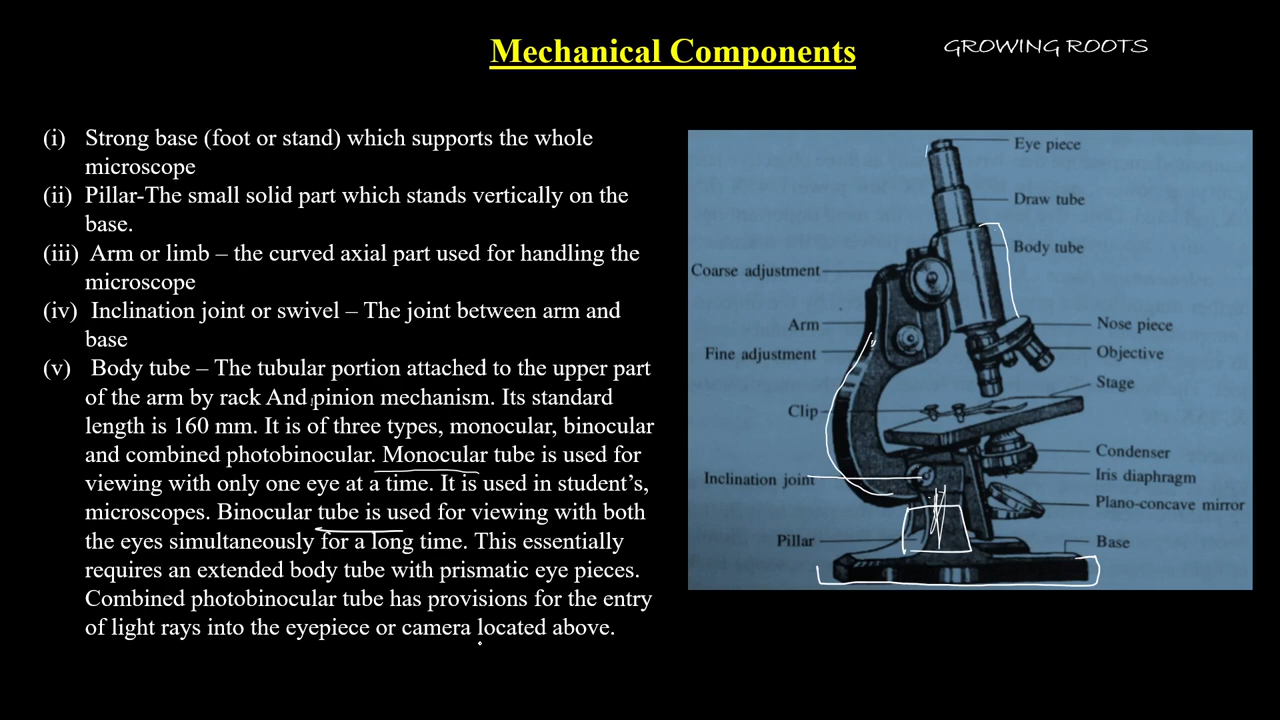 Mechanical Components
GROWING ROOTS
(i) Strong base (foot or stand) which supports the whole
microscope
(ii) Pillar-The small solid part which stands vertically on the
base.
(iii) Arm or limb – the curved axial part used for handling the
microscope
(iv) Inclination joint or swivel – The joint between arm and
base
(v) Body tube – The tubular portion attached to the upper part
of the arm by rack And pinion mechanism. Its standard
length is 160 mm. It is of three types, monocular, binocular
and combined photobinocular. Monocular tube is used for
viewing with only one eye at a time. It is used in student's,
microscopes. Binocular tube is used for viewing with both
the eyes simultaneously for a long time. This essentially
requires an extended body tube with prismatic eye pieces.
Combined photobinocular tube has provisions for the entry
of light rays into the eyepiece or camera located above.
Eye piece
Draw tube
Body tube
Coarse adjustment
Arm
Nose piece
Fine adjustment
Objective
Stage
Clip
Condenser
Inclination joint
Iris diaphragm
Plano-concave mirror
Pillar
Base